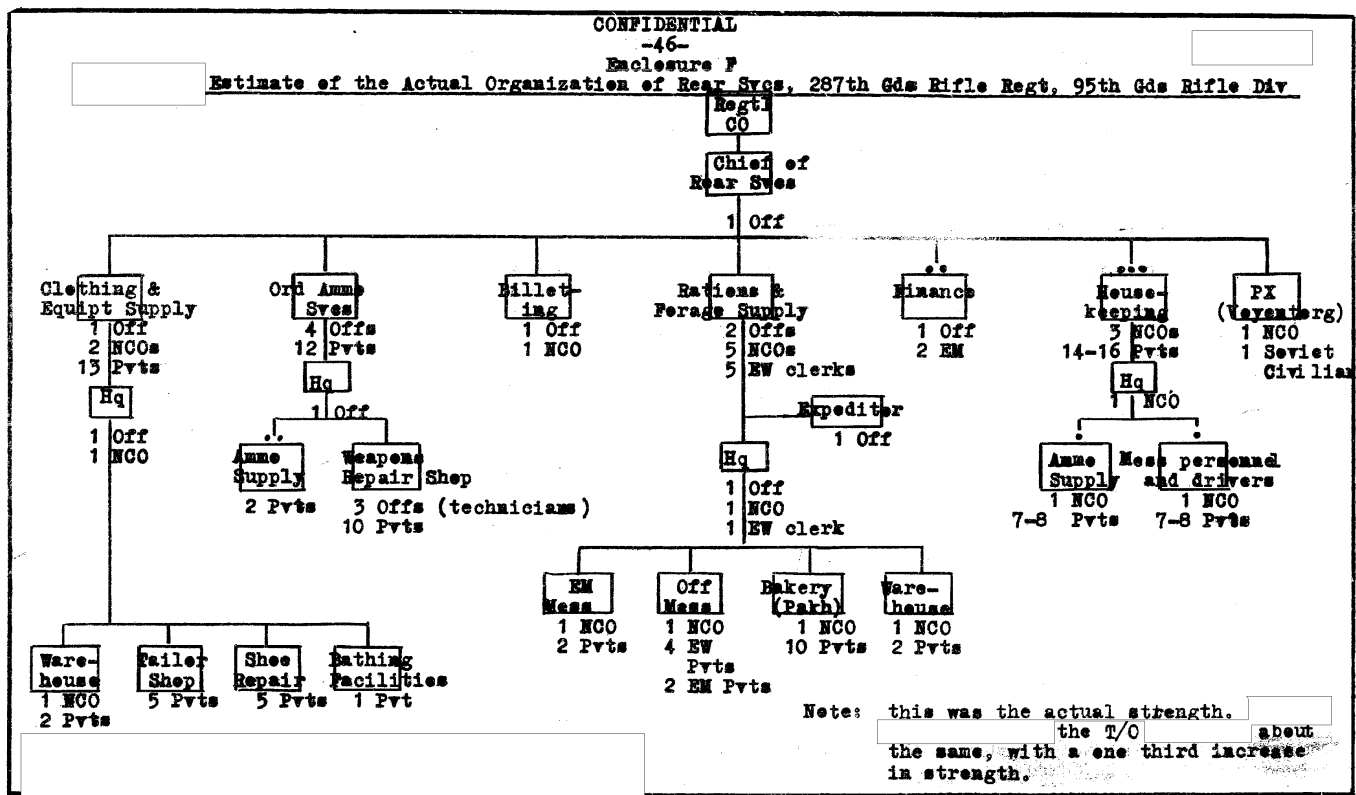 CONFIDENTIAL
-46-
Enclosure F
Estimate of the Actual Organization of Rear Svcs, 287th Gds Rifle Regt, 95th Gds Rifle Div
Regtl
CO
Chief of
Rear Svcs
1 Off
Clothing &
Equipt Supply
1 Off
2 NCOs
13 Pvts
Hq
1 Off
1 NCO
Ware-
house
1 NCO
2 Pvts
Tailor
Shop
5 Pvts
Shoe
Repair
5 Pvts
Bathing
Facilities
1 Pvt
Ord Ammo
Svcs
4 Offs
12 Pvts
Hq
1 Off
Ammo
Supply
2 Pvts
Weapons
Repair Shop
3 Offs (technicians)
10 Pvts
Billet-
ing
1 Off
1 NCO
Rations &
Forage Supply
2 Offs
5 NCOs
5 EW clerks
Expediter
1 Off
Hq
1 Off
1 NCO
1 EW clerk
EM
Mess
1 NCO
2 Pvts
Off
Mess
1 NCO
4 EW
Pvts
2 EM Pvts
Bakery
(Pakh)
1 NCO
10 Pvts
Ware-
house
1 NCO
2 Pvts
Finance
1 Off
2 EM
House-
keeping
3 NCOs
14-16 Pvts
Hq
1 NCO
Ammo
Supply
1 NCO
7-8 Pvts
Mess personnel
and drivers
1 NCO
7-8 Pvts
PX
(Voyentorg)
1 NCO
1 Soviet
Civilian
Note: this was the actual strength.
the T/O about
the same, with a one third increase
in strength.